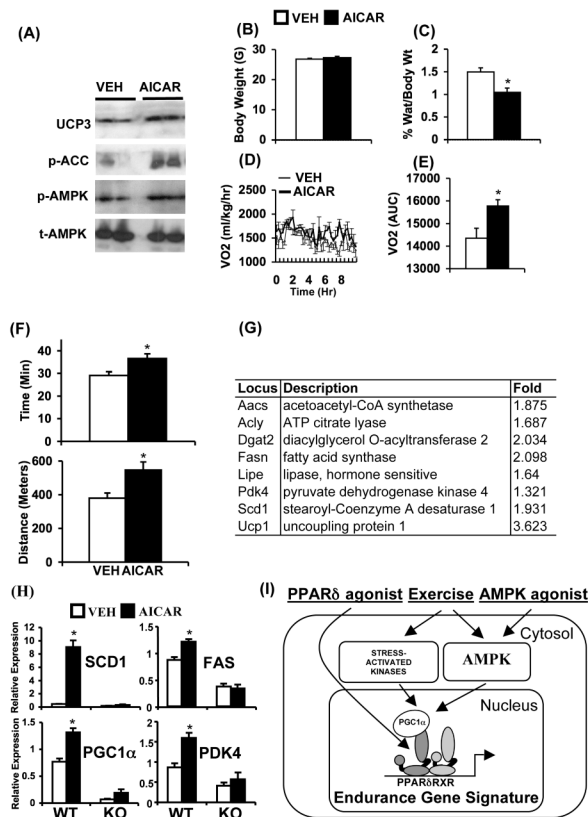 (A)
VEH AICAR
UCP3
p-ACC
p-AMPK
t-AMPK
VEH AICAR
(B)
Body Weight (G)
30
20
10
0
(C)
% Wat/Body Wt
1.5
1
0.5
0
*
(D)
VEH
AICAR
VO2 (ml/kg/hr)
2500
2000
1500
1000
0 2 4 6 8
Time (Hr)
(E)
VO2 (AUC)
17000
16000
15000
14000
13000
*
(F)
Time (Min)
40
30
20
10
0
*
Distance (Meters)
600
400
200
0
*
VEH AICAR
(G)
Locus Description Fold
Aacs acetoacetyl-CoA synthetase 1.875
Acly ATP citrate lyase 1.687
Dgat2 diacylglycerol O-acyltransferase 2 2.034
Fasn fatty acid synthase 2.098
Lipe lipase, hormone sensitive 1.64
Pdk4 pyruvate dehydrogenase kinase 4 1.321
Scd1 stearoyl-Coenzyme A desaturase 1 1.931
Ucp1 uncoupling protein 1 3.623
(H)
VEH AICAR
Relative Expression
12
10
8
6
4
2
0
*
SCD1
1.5
1
0.5
0
*
FAS
Relative Expression
1.5
1
0.5
0
*
PGC1α
WT KO
2
1.5
1
0.5
0
*
PDK4
WT KO
(I)
PPARδ agonist Exercise AMPK agonist
Cytosol
STRESS-
ACTIVATED
KINASES
AMPK
Nucleus
PGC1α
PPARδRXR
Endurance Gene Signature